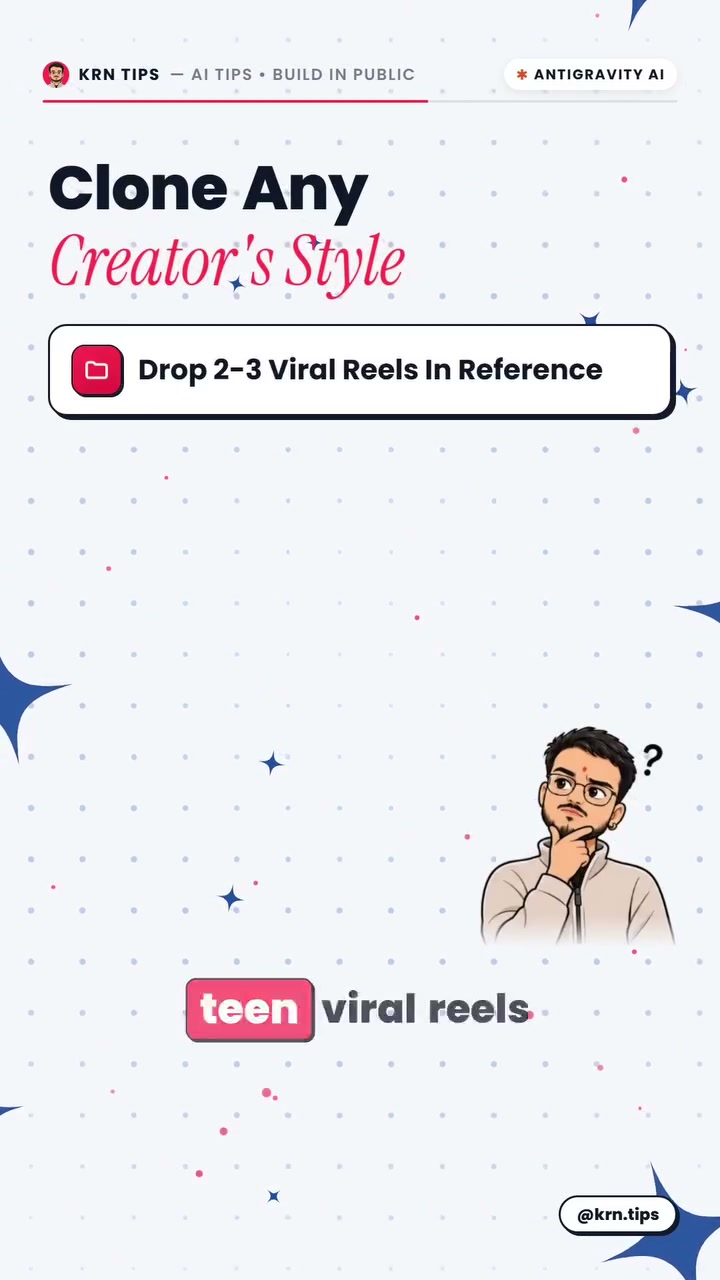 KRN TIPS — AI TIPS • BUILD IN PUBLIC
✱ ANTIGRAVITY AI
Clone Any
Creator's Style
Drop 2-3 Viral Reels In Reference
?
teen viral reels
@krn.tips